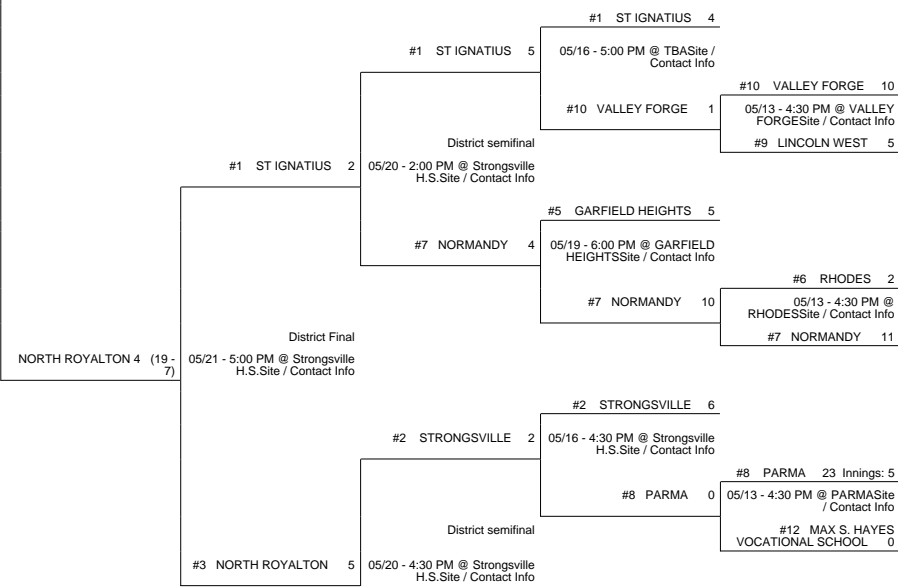 #1 ST IGNATIUS 4
#1 ST IGNATIUS 5
05/16 - 5:00 PM @ TBASite /
Contact Info
#10 VALLEY FORGE 10
#10 VALLEY FORGE 1
05/13 - 4:30 PM @ VALLEY
FORGESite / Contact Info
District semifinal
#9 LINCOLN WEST 5
#1 ST IGNATIUS 2
05/20 - 2:00 PM @ Strongsville
H.S.Site / Contact Info
#5 GARFIELD HEIGHTS 5
#7 NORMANDY 4
05/19 - 6:00 PM @ GARFIELD
HEIGHTSSite / Contact Info
#6 RHODES 2
#7 NORMANDY 10
05/13 - 4:30 PM @
RHODESSite / Contact Info
District Final
#7 NORMANDY 11
NORTH ROYALTON 4 (19 -
7)
05/21 - 5:00 PM @ Strongsville
H.S.Site / Contact Info
#2 STRONGSVILLE 6
#2 STRONGSVILLE 2
05/16 - 4:30 PM @ Strongsville
H.S.Site / Contact Info
#8 PARMA 23 Innings: 5
#8 PARMA 0
05/13 - 4:30 PM @ PARMASite
/ Contact Info
District semifinal
#12 MAX S. HAYES
VOCATIONAL SCHOOL 0
#3 NORTH ROYALTON 5
05/20 - 4:30 PM @ Strongsville
H.S.Site / Contact Info